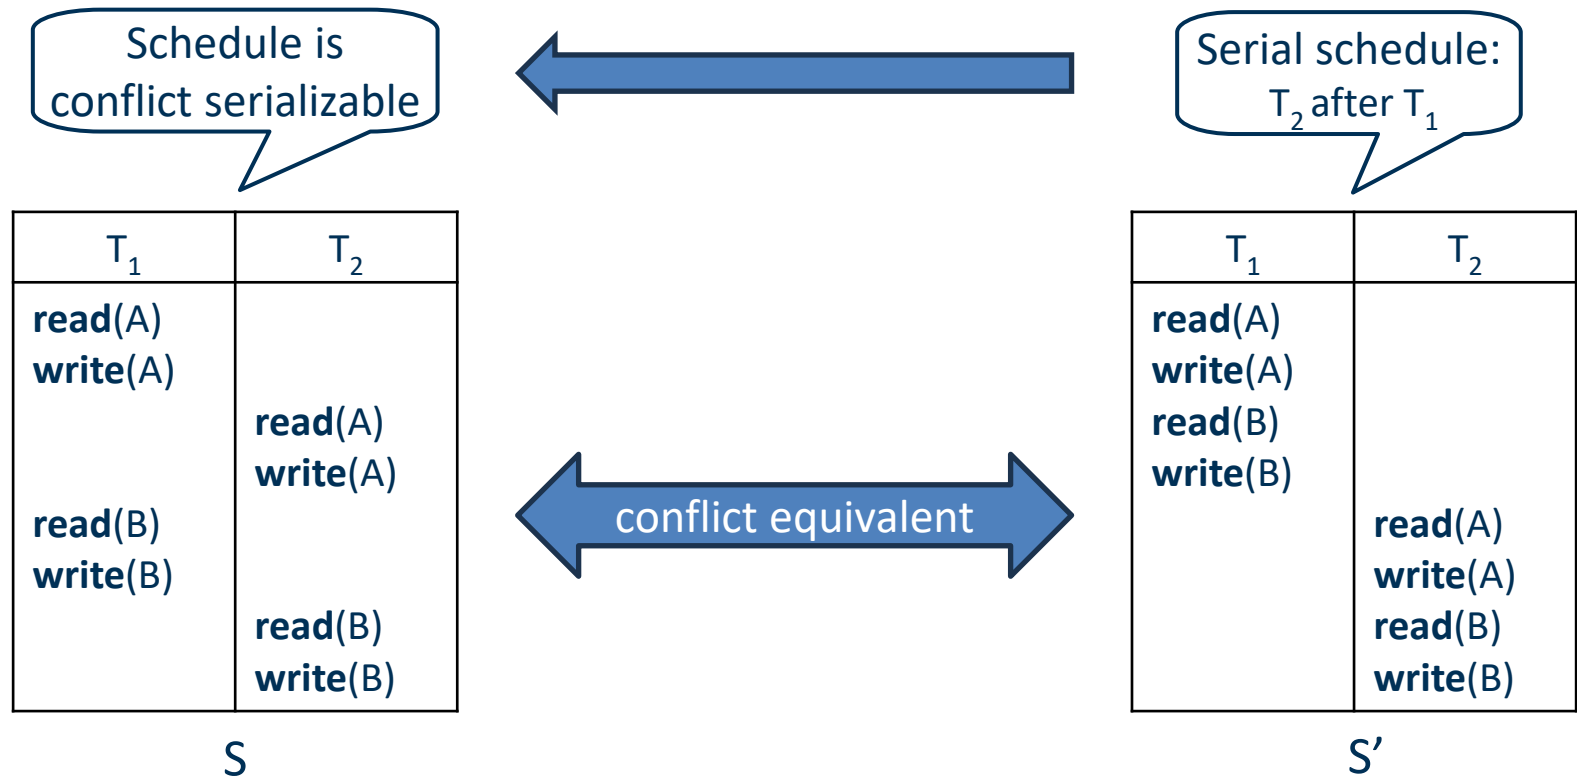 Schedule is
conflict serializable
Serial schedule:
T₂ after T₁
T₁ T₂
read(A)
write(A)
read(A)
write(A)
read(B)
write(B)
read(B)
write(B)
S
conflict equivalent
T₁ T₂
read(A)
write(A)
read(B)
write(B)
read(A)
write(A)
read(B)
write(B)
S’